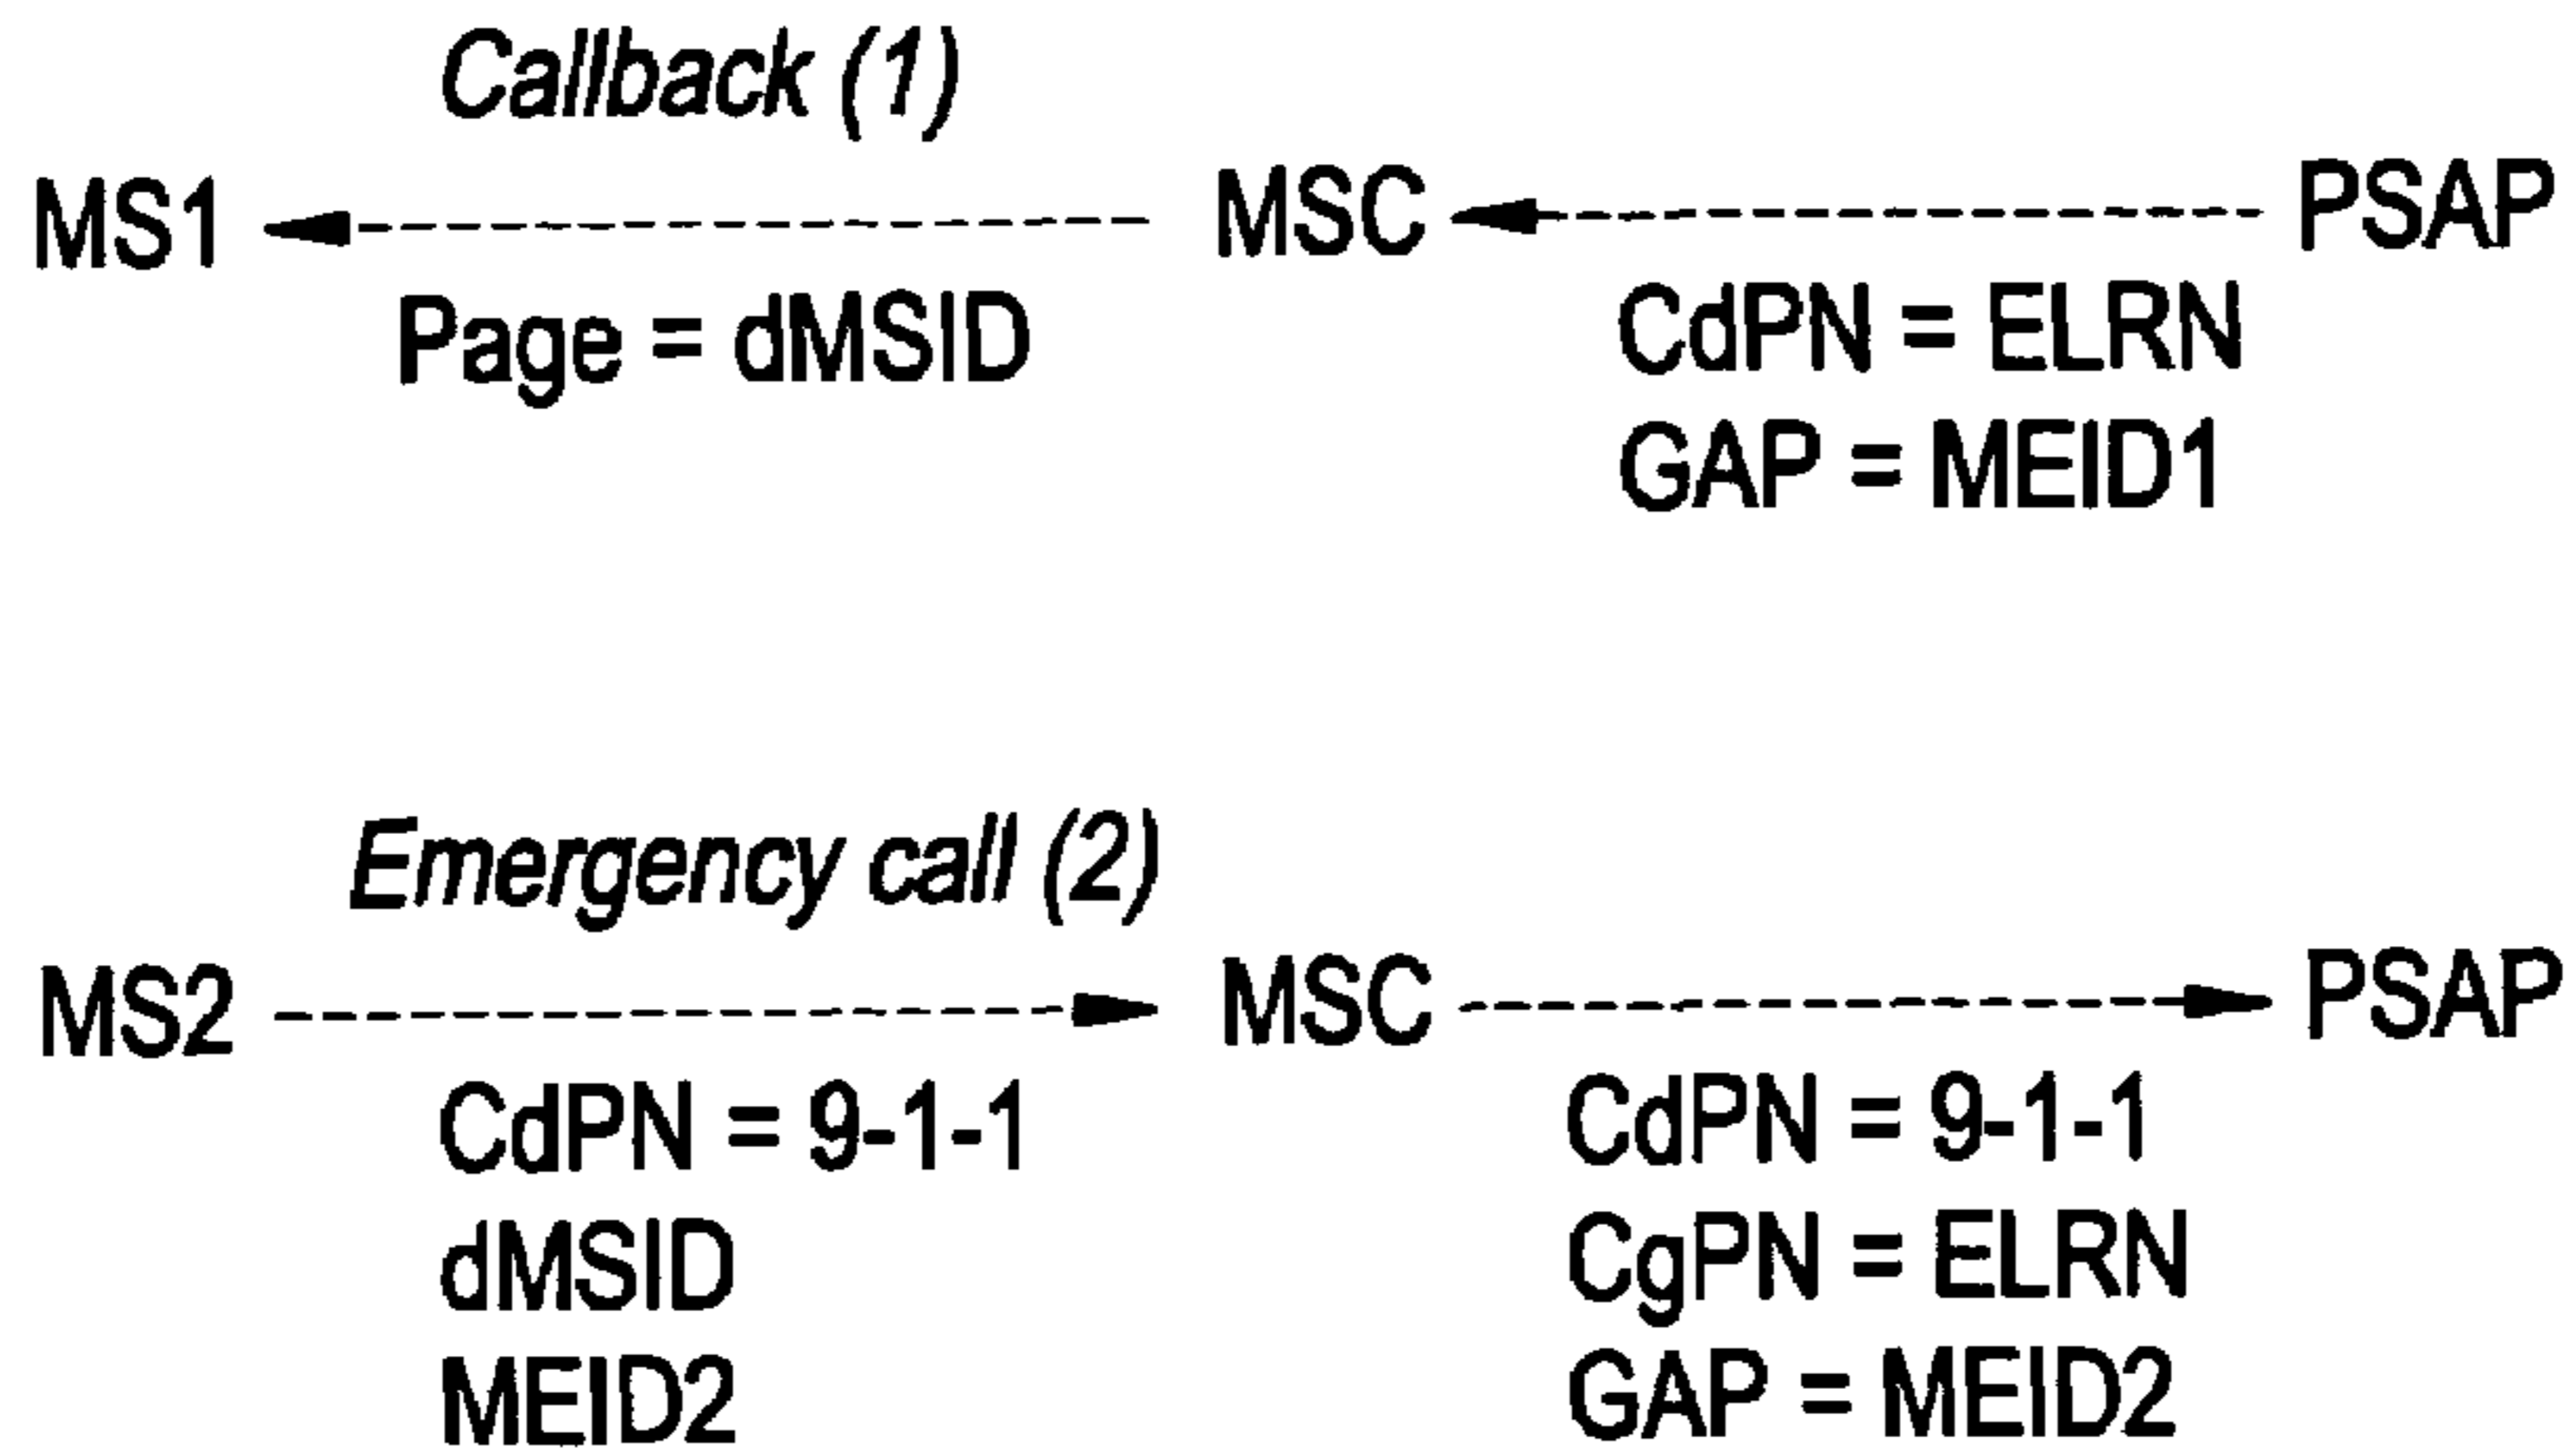 Callback (1)
MS1 MSC PSAP
Page = dMSID
CdPN = ELRN
GAP = MEID1
Emergency call (2)
MS2 MSC PSAP
CdPN = 9-1-1
dMSID
MEID2
CdPN = 9-1-1
CgPN = ELRN
GAP = MEID2